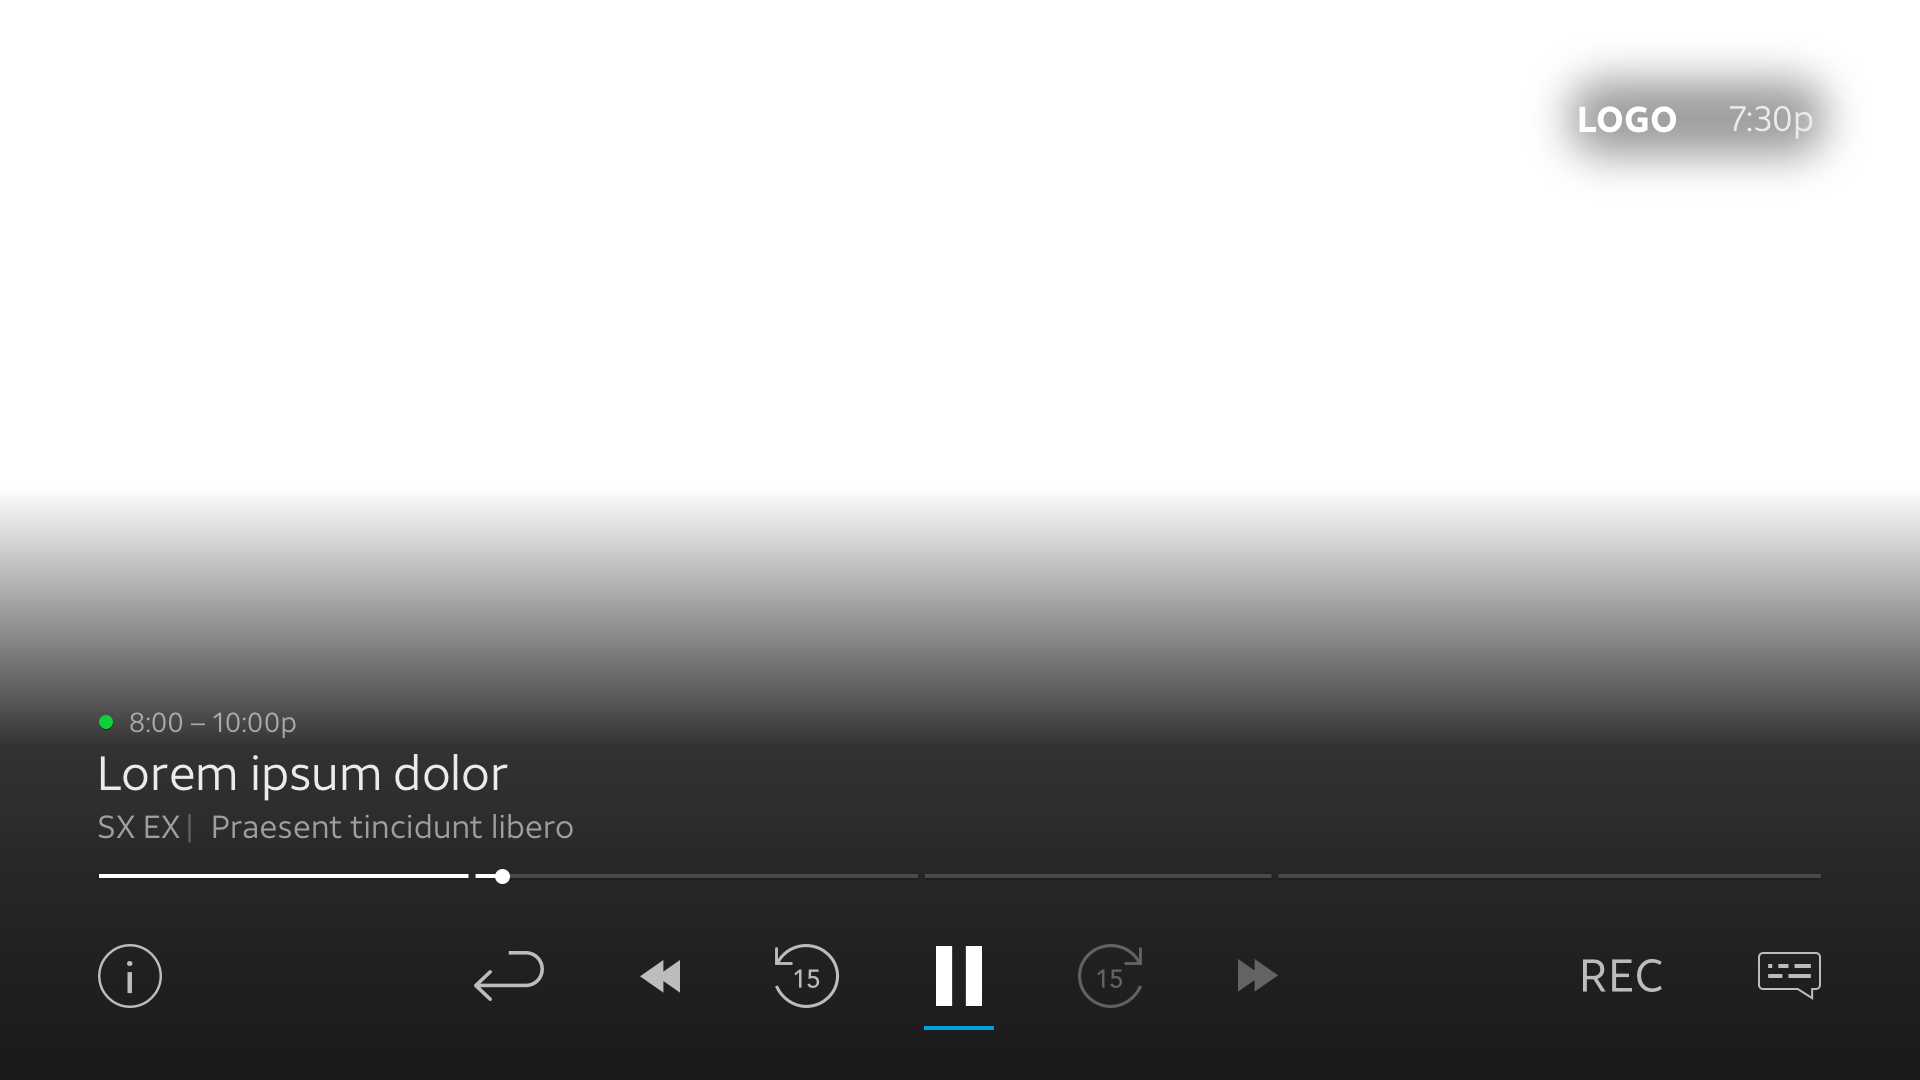 LOGO 7:30p
8:00 – 10:00p
Lorem ipsum dolor
SX EX | Praesent tincidunt libero
i 15 15 REC